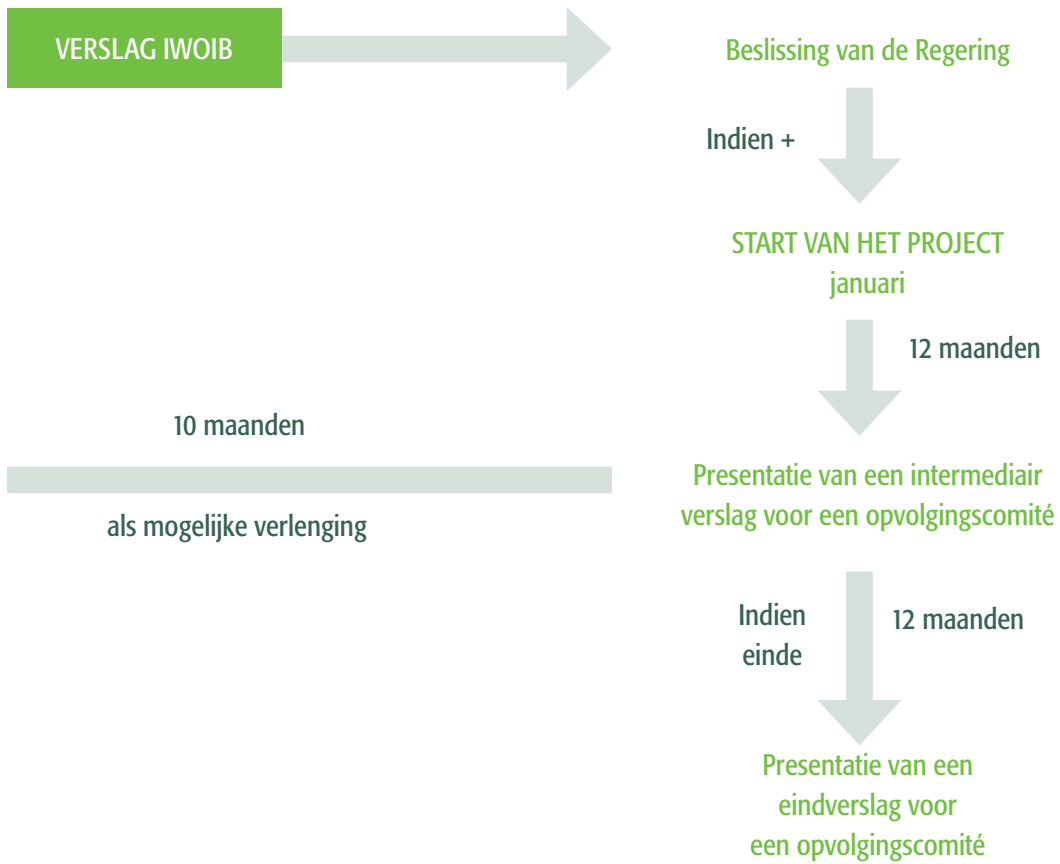 VERSLAG IWOIB
Beslissing van de Regering
Indien +
START VAN HET PROJECT
januari
12 maanden
10 maanden
als mogelijke verlenging
Presentatie van een intermediair
verslag voor een opvolgingscomité
Indien
einde
12 maanden
Presentatie van een
eindverslag voor
een opvolgingscomité